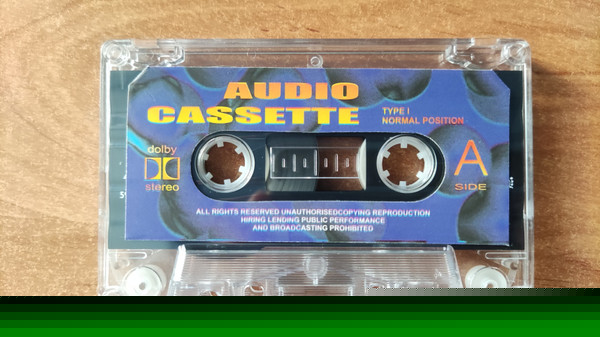 AUDIO
CASSETTE
TYPE I
NORMAL POSITION
dolby
stereo
A
SIDE
ALL RIGHTS RESERVED UNAUTHORISEDCOPYING REPRODUCTION
HIRING LENDING PUBLIC PERFORMANCE
AND BROADCASTING PROHIBITED